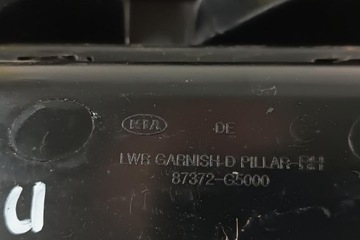 KIA DE
LWR GARNISH-D PILLAR-RH
87372-G5000
U